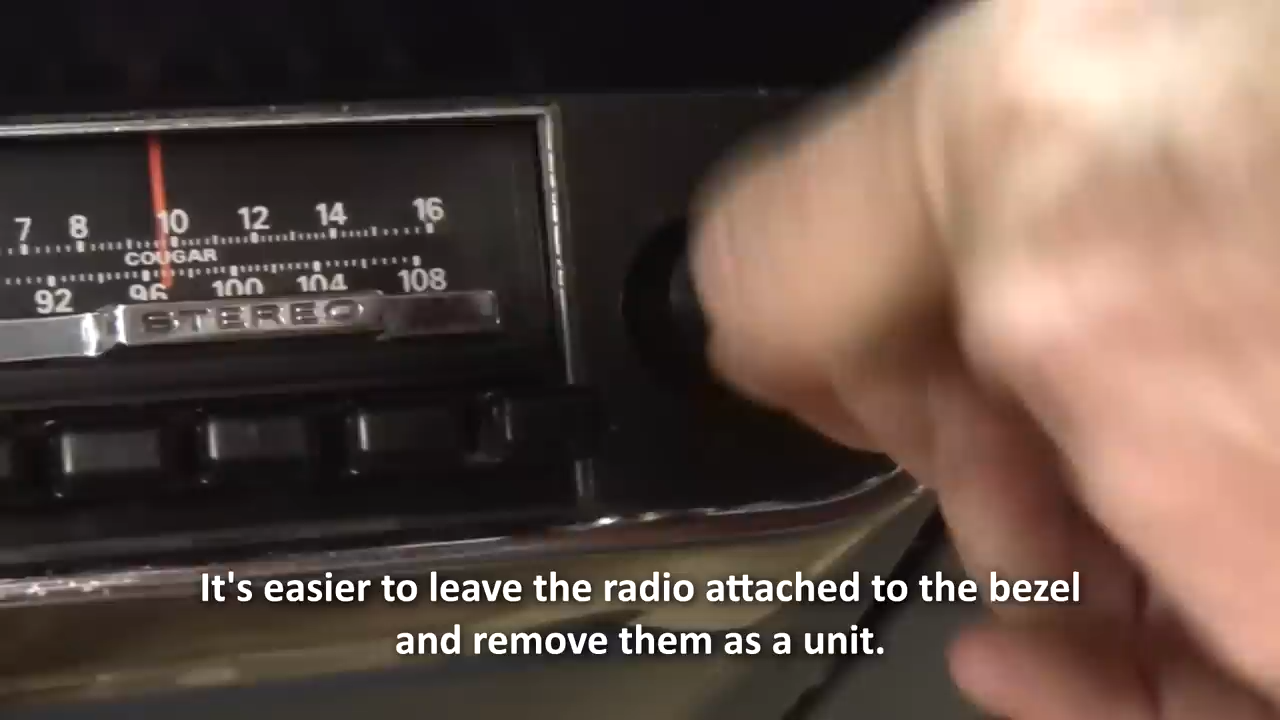 7 8 10 12 14 16
COUGAR
92 96 100 104 108
STEREO
It's easier to leave the radio attached to the bezel
and remove them as a unit.